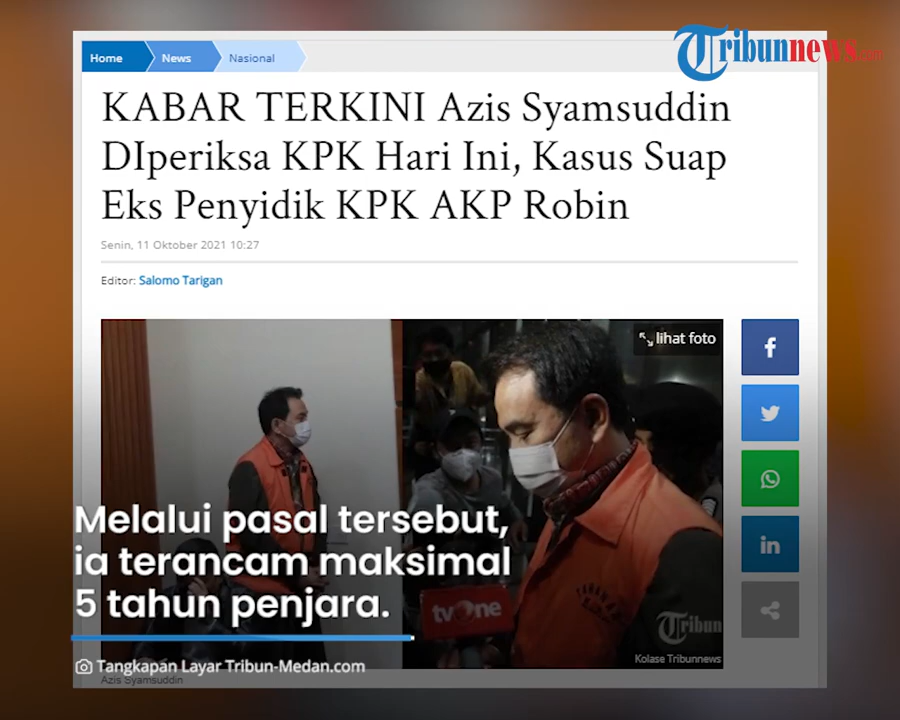 Home News Nasional
Tribunnews.com
KABAR TERKINI Azis Syamsuddin
DIperiksa KPK Hari Ini, Kasus Suap
Eks Penyidik KPK AKP Robin
Senin, 11 Oktober 2021 10:27
Editor: Salomo Tarigan
lihat foto
Melalui pasal tersebut,
ia terancam maksimal
5 tahun penjara.
tvOne
Tribun
Kolase Tribunnews
Tangkapan Layar Tribun-Medan.com
Azis Syamsuddin